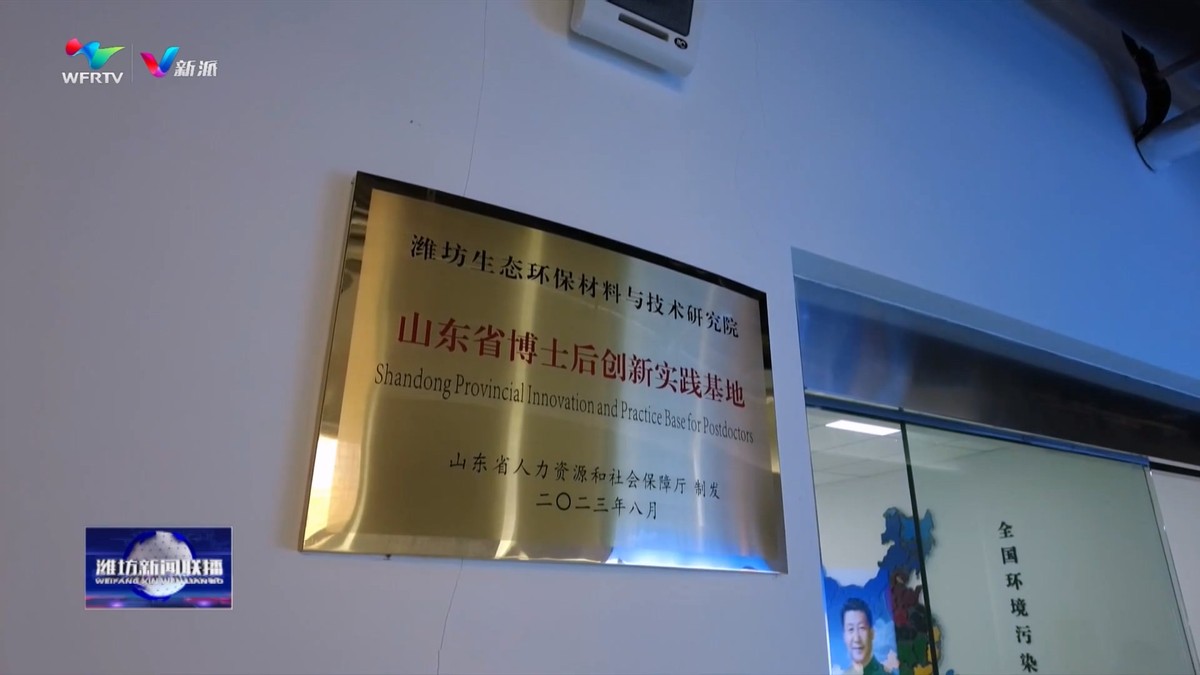 WFRTV
新派
潍坊生态环保材料与技术研究院
山东省博士后创新实践基地
Shandong Provincial Innovation and Practice Base for Postdoctors
山东省人力资源和社会保障厅 制发
二〇二三年八月
全国环境污染
潍坊新闻联播